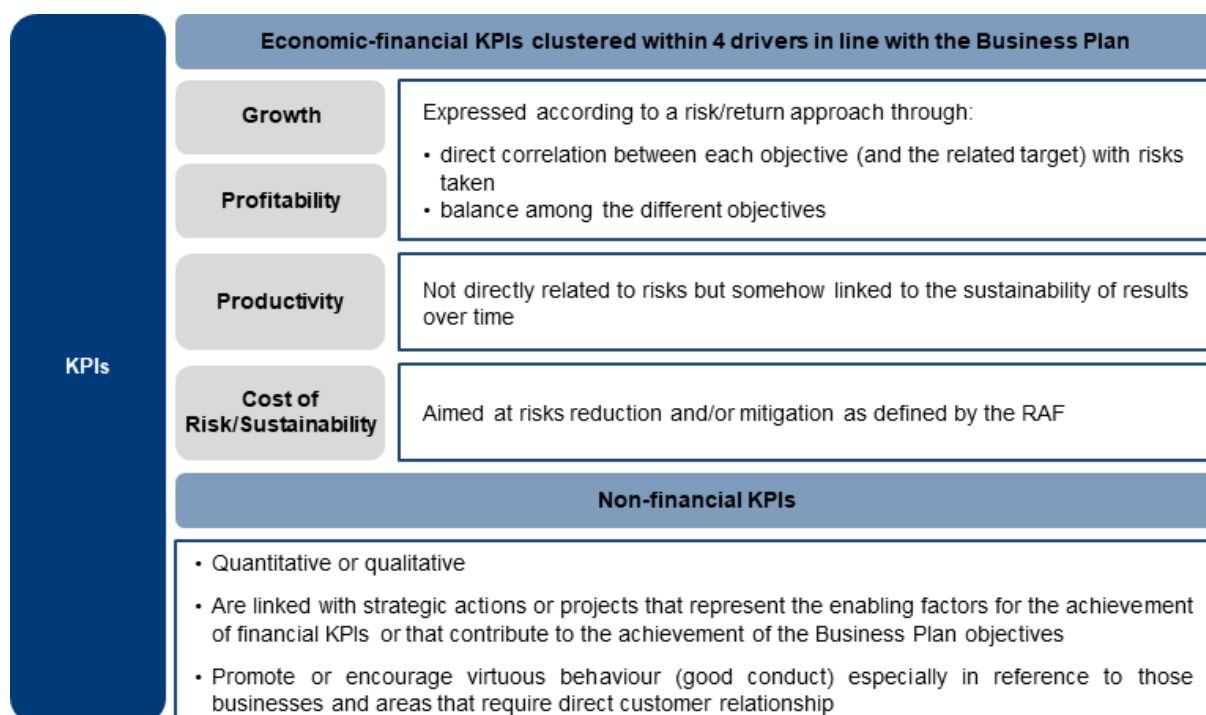 KPIs
Economic-financial KPIs clustered within 4 drivers in line with the Business Plan
Growth
Profitability
Expressed according to a risk/return approach through:
• direct correlation between each objective (and the related target) with risks
taken
• balance among the different objectives
Productivity
Not directly related to risks but somehow linked to the sustainability of results
over time
Cost of
Risk/Sustainability
Aimed at risks reduction and/or mitigation as defined by the RAF
Non-financial KPIs
• Quantitative or qualitative
• Are linked with strategic actions or projects that represent the enabling factors for the achievement
of financial KPIs or that contribute to the achievement of the Business Plan objectives
• Promote or encourage virtuous behaviour (good conduct) especially in reference to those
businesses and areas that require direct customer relationship